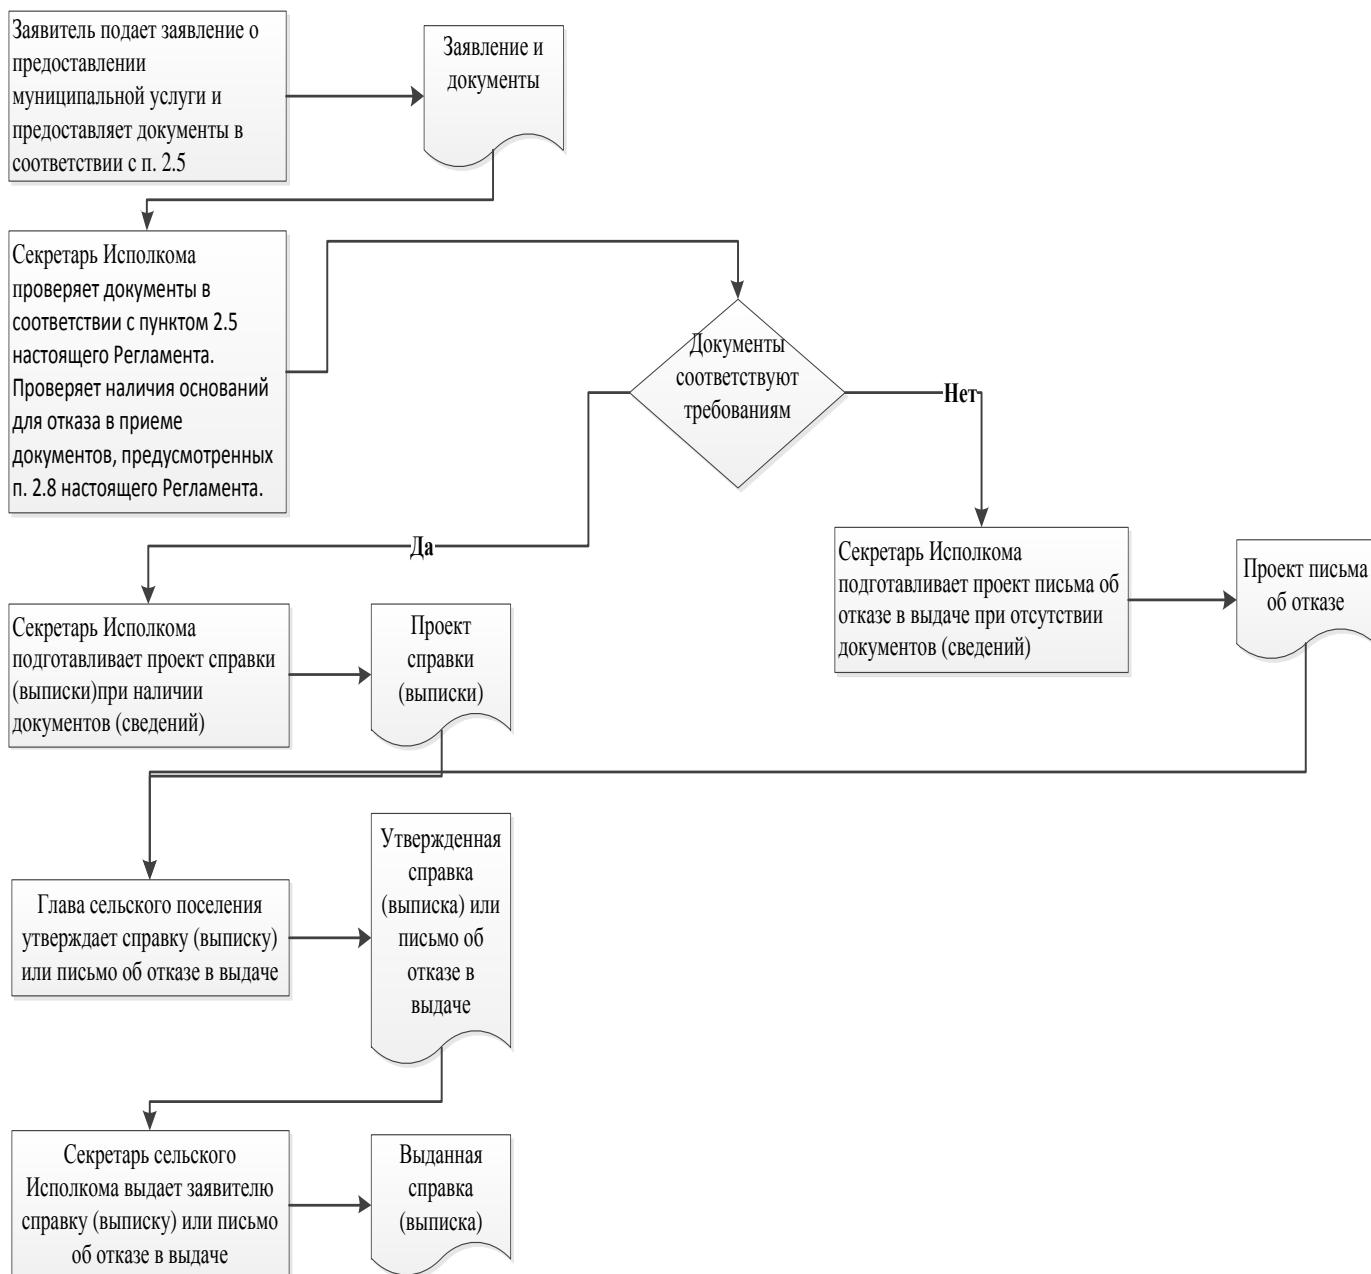 Заявитель подает заявление о
предоставлении
муниципальной услуги и
предоставляет документы в
соответствии с п. 2.5
Заявление и
документы
Секретарь Исполкома
проверяет документы в
соответствии с пунктом 2.5
настоящего Регламента.
Проверяет наличия оснований
для отказа в приеме
документов, предусмотренных
п. 2.8 настоящего Регламента.
Документы
соответствуют
требованиям
Нет
Да
Секретарь Исполкома
подготавливает проект письма об
отказе в выдаче при отсутствии
документов (сведений)
Проект письма
об отказе
Секретарь Исполкома
подготавливает проект справки
(выписки)при наличии
документов (сведений)
Проект
справки
(выписки)
Глава сельского поселения
утверждает справку (выписку)
или письмо об отказе в выдаче
Утвержденная
справка
(выписка) или
письмо об
отказе в
выдаче
Секретарь сельского
Исполкома выдает заявителю
справку (выписку) или письмо
об отказе в выдаче
Выданная
справка
(выписка)